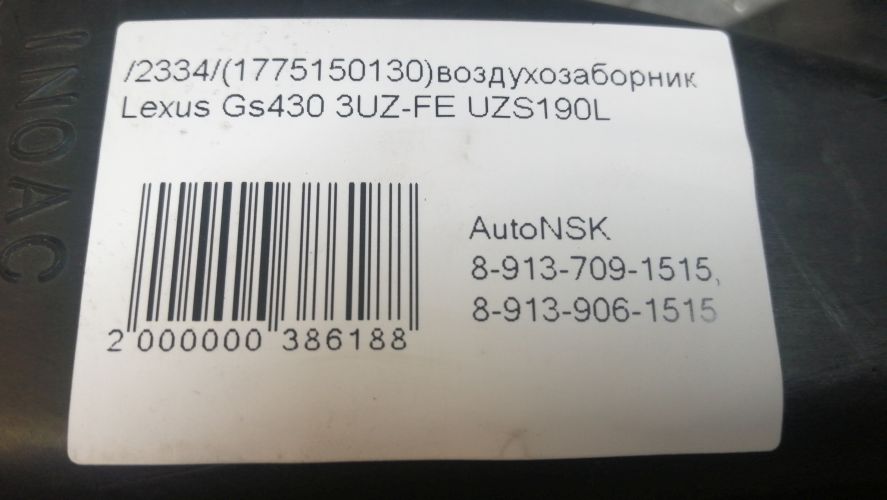 INOAC
/2334/(1775150130)воздухозаборник
Lexus Gs430 3UZ-FE UZS190L
AutoNSK
8-913-709-1515,
8-913-906-1515
2 000000 386188